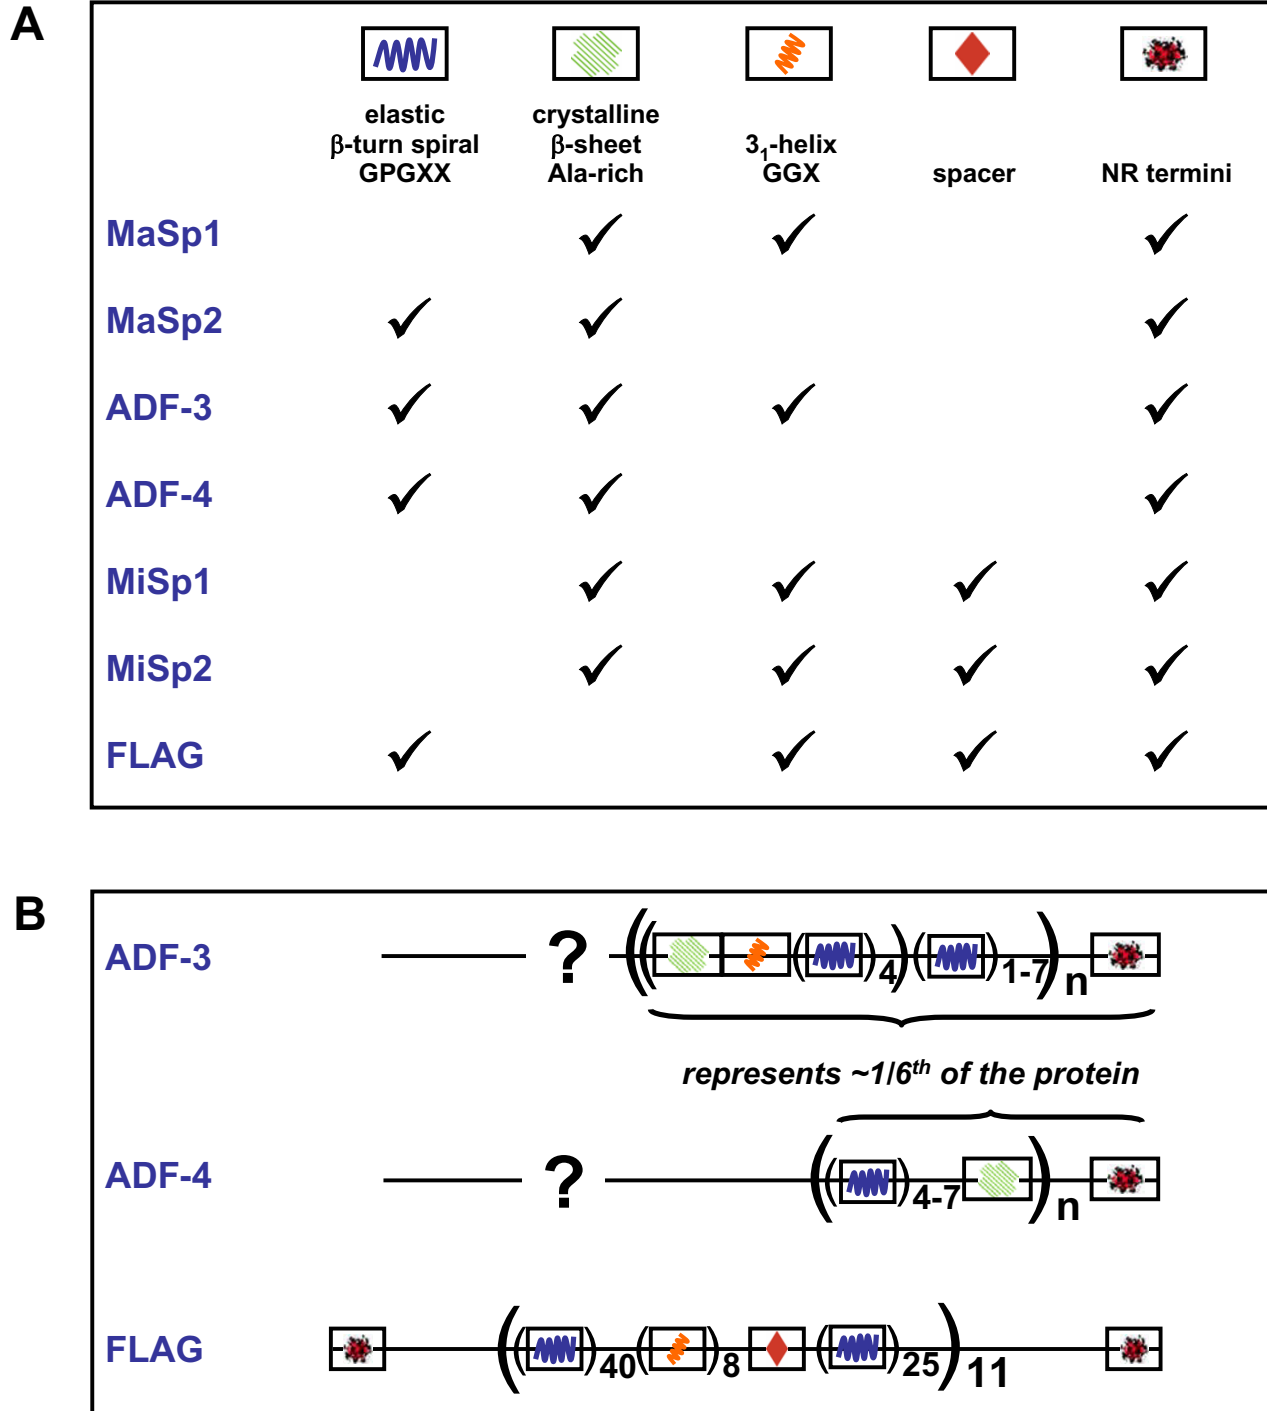 A
elastic
β-turn spiral
GPGXX
crystalline
β-sheet
Ala-rich
3₁-helix
GGX
spacer
NR termini
MaSp1
MaSp2
ADF-3
ADF-4
MiSp1
MiSp2
FLAG
B
ADF-3 ? (( ( )4) ( )1-7)n
represents ~1/6th of the protein
ADF-4 ? (( )4-7 )n
FLAG (( )40 ( )8 ( )25)11